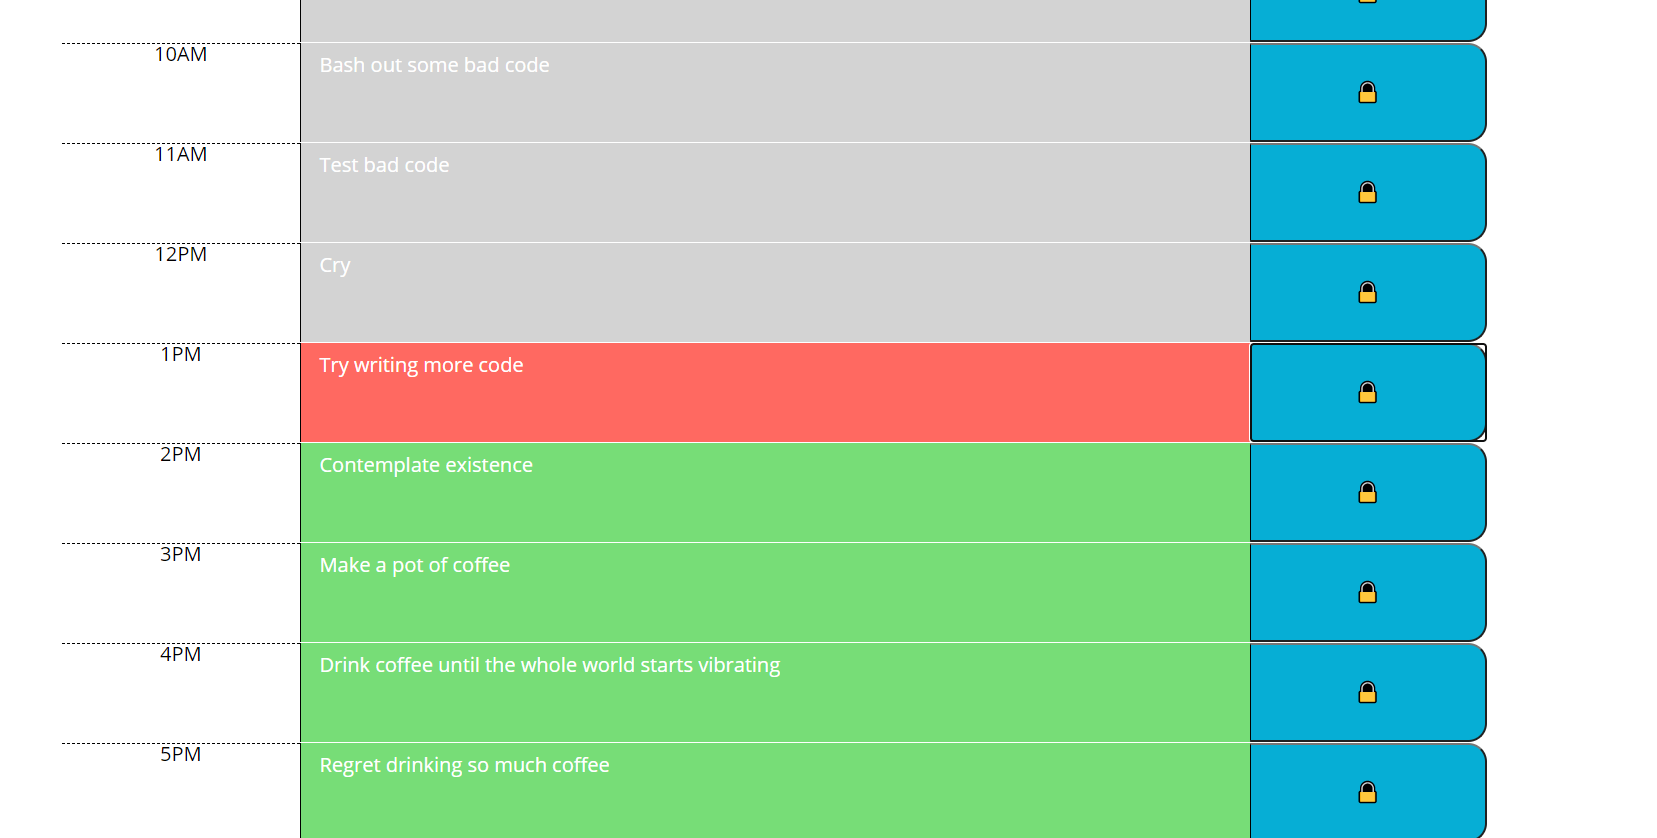 10AM
Bash out some bad code
11AM
Test bad code
12PM
Cry
1PM
Try writing more code
2PM
Contemplate existence
3PM
Make a pot of coffee
4PM
Drink coffee until the whole world starts vibrating
5PM
Regret drinking so much coffee